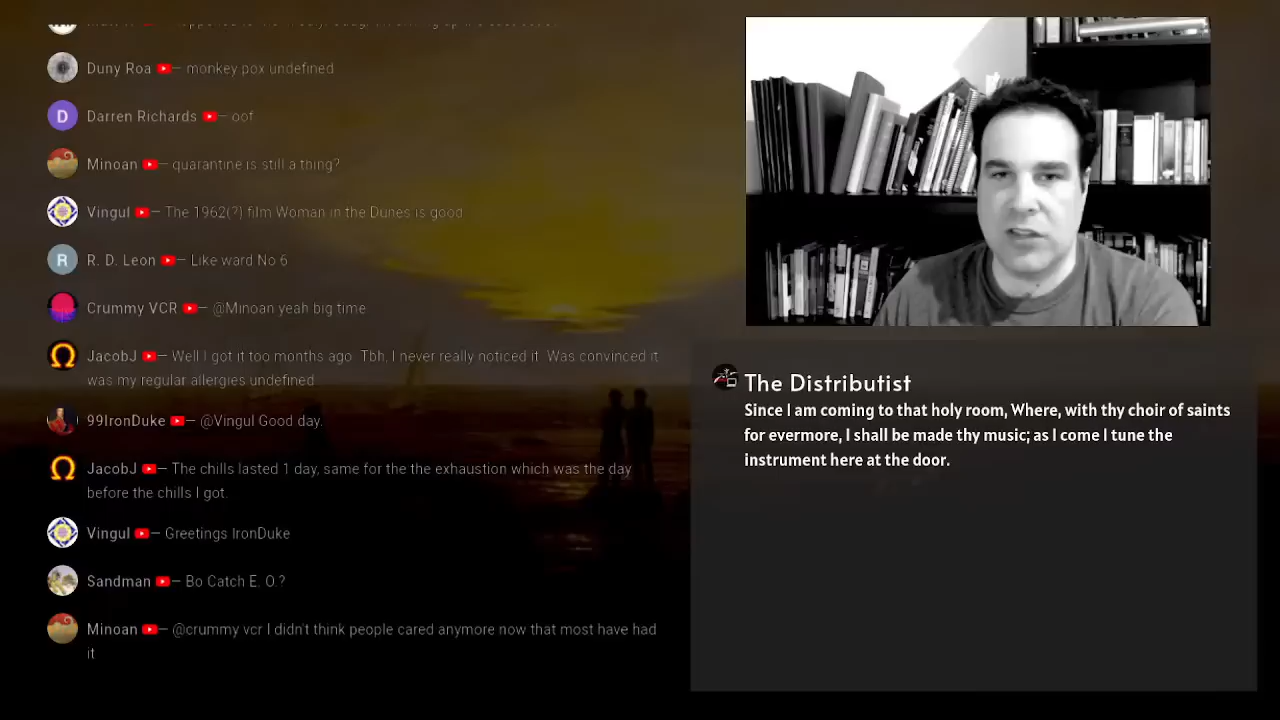 Duny Roa — monkey pox undefined
Darren Richards — oof
Minoan — quarantine is still a thing?
Vingul — The 1962(?) film Woman in the Dunes is good
R. D. Leon — Like ward No 6
Crummy VCR — @Minoan yeah big time
JacobJ — Well I got it too months ago. Tbh, I never really noticed it. Was convinced it
was my regular allergies undefined
99IronDuke — @Vingul Good day.
JacobJ — The chills lasted 1 day, same for the the exhaustion which was the day
before the chills I got.
Vingul — Greetings IronDuke
Sandman — Bo Catch E. O.?
Minoan — @crummy vcr I didn't think people cared anymore now that most have had
it
The Distributist
Since I am coming to that holy room, Where, with thy choir of saints
for evermore, I shall be made thy music; as I come I tune the
instrument here at the door.